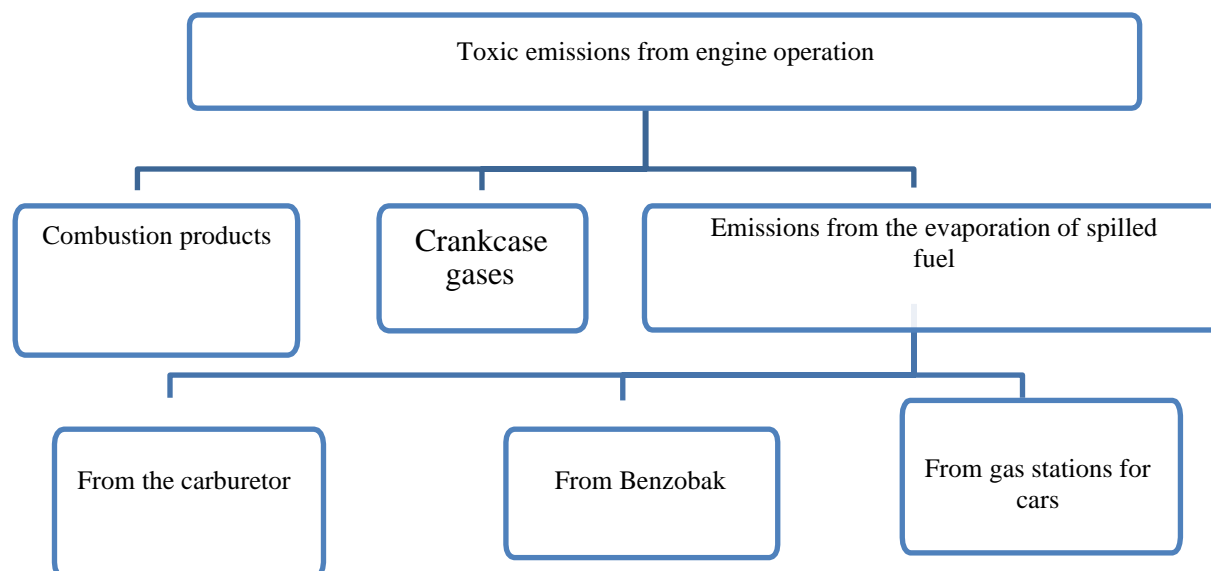 Toxic emissions from engine operation
Combustion products
Crankcase
gases
Emissions from the evaporation of spilled
fuel
From the carburetor
From Benzobak
From gas stations for
cars